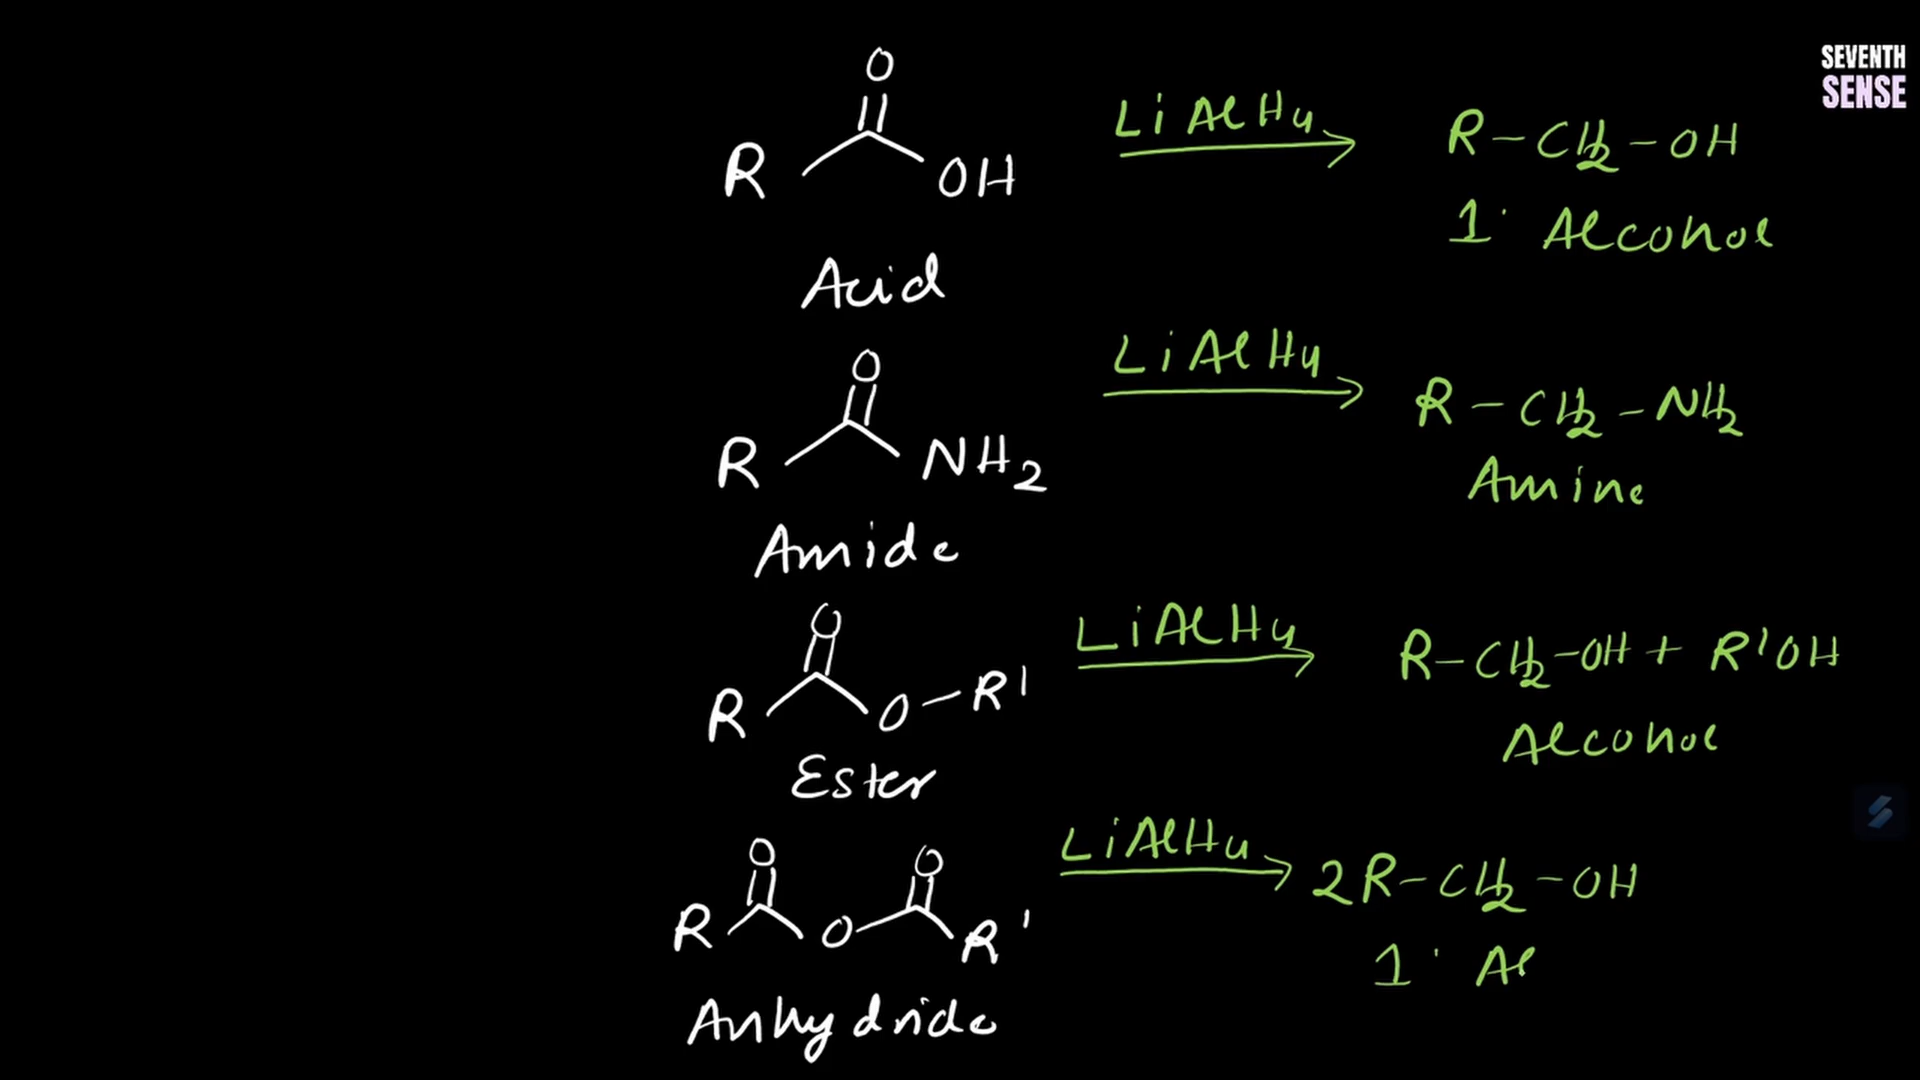 SEVENTH
SENSE
O
R OH
LiAlH4
R-CH2-OH
Acid
1° Alcohol
O
R NH2
LiAlH4
R-CH2-NH2
Amide
Amine
O
R O-R'
LiAlH4
R-CH2-OH + R'OH
Ester
Alcohol
O O
R O R'
LiAlH4
2R-CH2-OH
Anhydride
1° Al